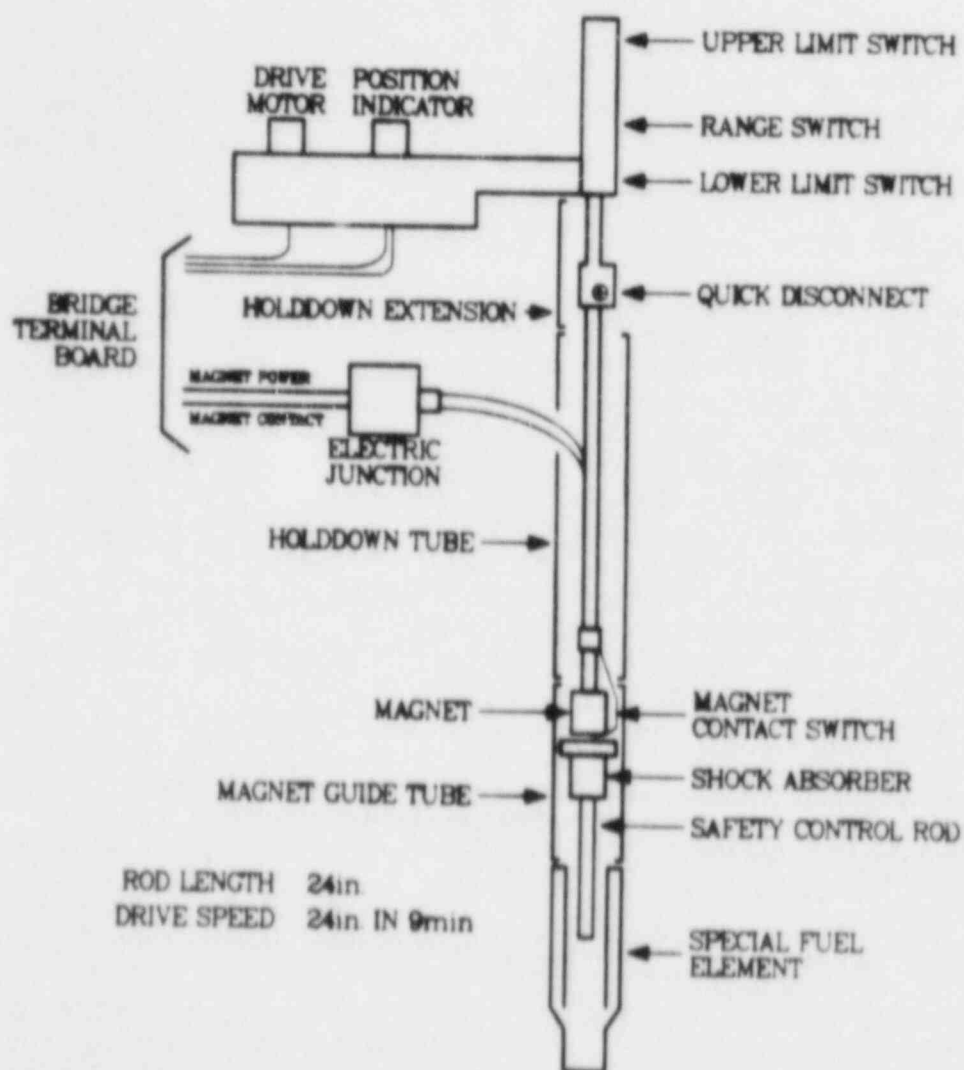 UPPER LIMIT SWITCH
DRIVE
MOTOR
POSITION
INDICATOR
RANGE SWITCH
LOWER LIMIT SWITCH
BRIDGE
TERMINAL
BOARD
HOLDDOWN EXTENSION
QUICK DISCONNECT
MAGNET POWER
MAGNET CONTACT
ELECTRIC
JUNCTION
HOLDDOWN TUBE
MAGNET
MAGNET
CONTACT SWITCH
SHOCK ABSORBER
MAGNET GUIDE TUBE
SAFETY CONTROL ROD
ROD LENGTH 24in.
DRIVE SPEED 24in. IN 9min
SPECIAL FUEL
ELEMENT